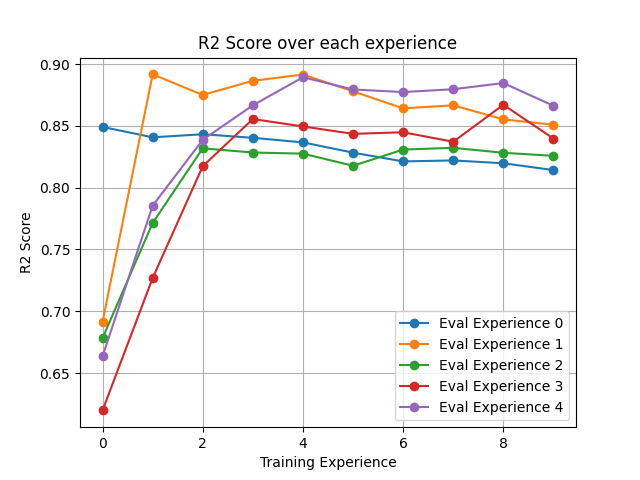 R2 Score over each experience
0.90
0.85
0.80
0.75
0.70
0.65
R2 Score
0
2
4
6
8
Training Experience
Eval Experience 0
Eval Experience 1
Eval Experience 2
Eval Experience 3
Eval Experience 4